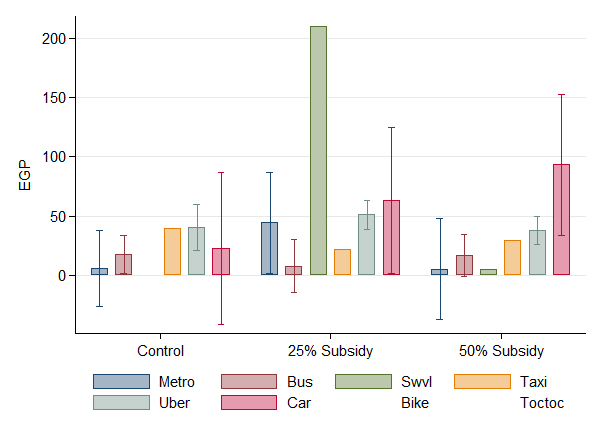 200
150
100
50
0
EGP
Control 25% Subsidy 50% Subsidy
Metro Bus Swvl Taxi
Uber Car Bike Toctoc